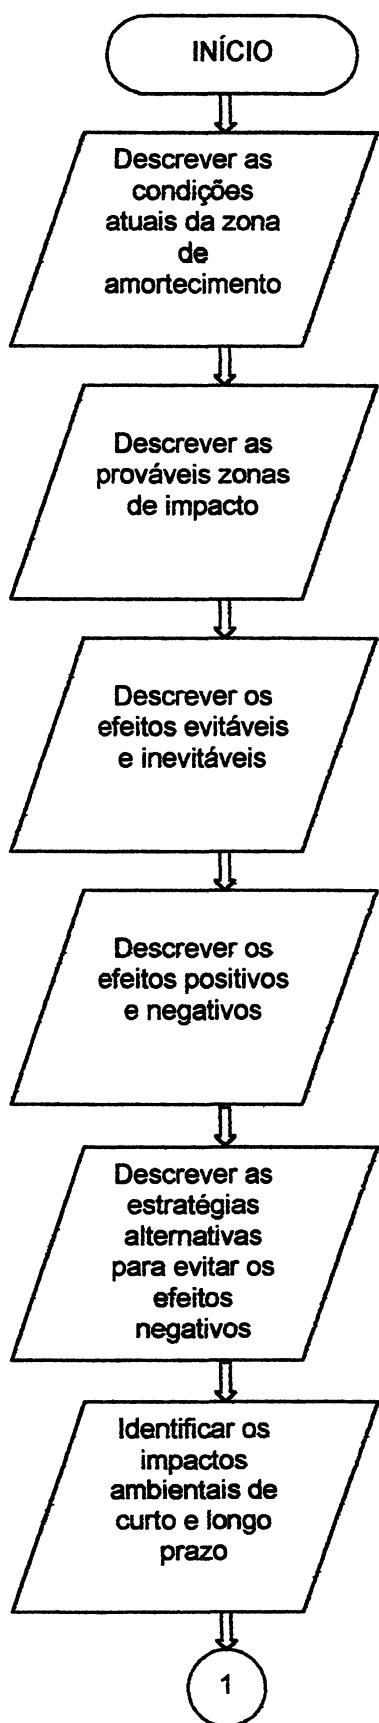 INÍCIO
Descrever as
condições
atuais da zona
de
amortecimento
Descrever as
prováveis zonas
de impacto
Descrever os
efeitos evitáveis
e inevitáveis
Descrever os
efeitos positivos
e negativos
Descrever as
estratégias
alternativas
para evitar os
efeitos
negativos
Identificar os
impactos
ambientais de
curto e longo
prazo
1